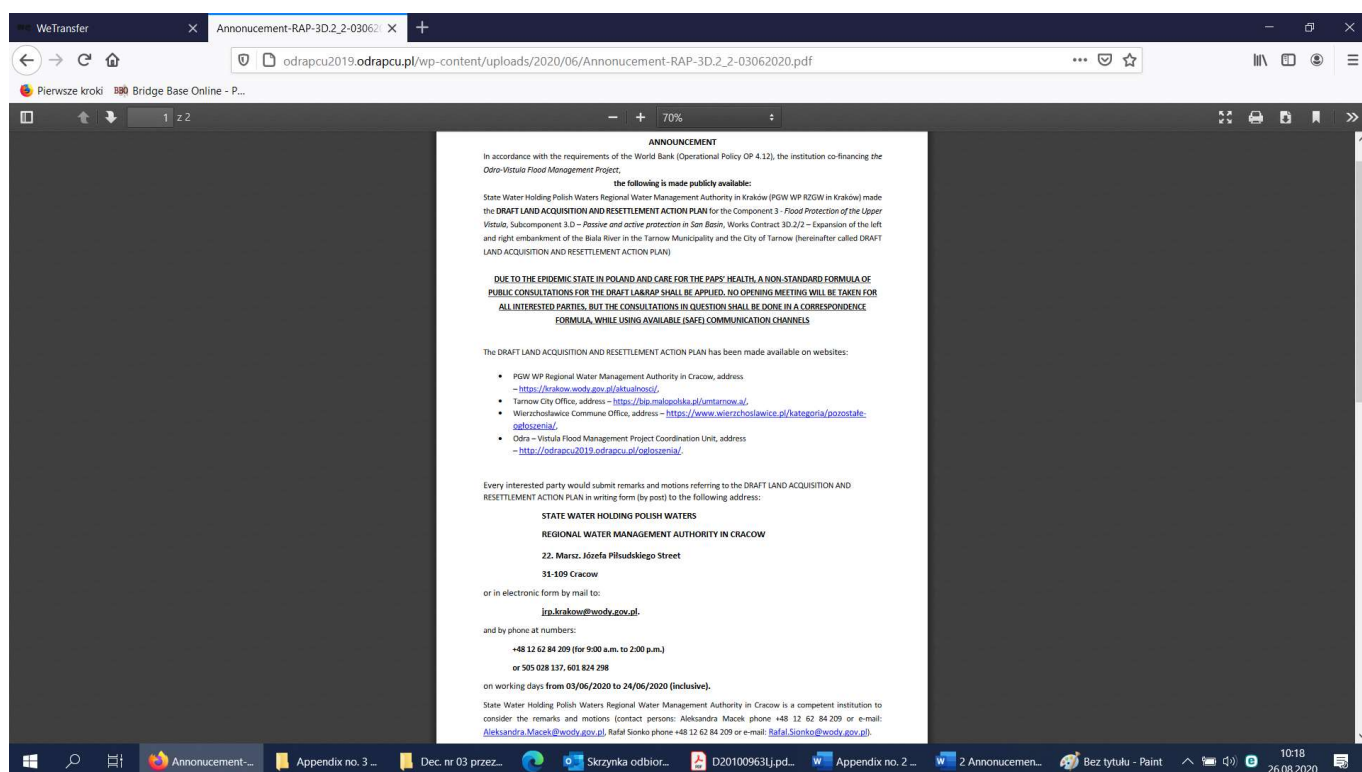 WeTransfer
Annonucement-RAP-3D.2_2-03062
odrapcu2019.odrapcu.pl/wp-content/uploads/2020/06/Annonucement-RAP-3D.2_2-03062020.pdf
Pierwsze kroki BBO Bridge Base Online - P...
1 z 2 70%
ANNOUNCEMENT
In accordance with the requirements of the World Bank (Operational Policy OP 4.12), the institution co-financing the
Odro-Vistula Flood Management Project,
the following is made publicly available:
State Water Holding Polish Waters Regional Water Management Authority in Kraków (PGW WP RZGW in Kraków) made
the DRAFT LAND ACQUISITION AND RESETTLEMENT ACTION PLAN for the Component 3 - Flood Protection of the Upper
Vistula, Subcomponent 3.D – Passive and active protection in San Basin, Works Contract 3D.2/2 – Expansion of the left
and right embankment of the Biala River in the Tarnow Municipality and the City of Tarnow (hereinafter called DRAFT
LAND ACQUISITION AND RESETTLEMENT ACTION PLAN)
DUE TO THE EPIDEMIC STATE IN POLAND AND CARE FOR THE PAPS' HEALTH, A NON-STANDARD FORMULA OF
PUBLIC CONSULTATIONS FOR THE DRAFT LA&RAP SHALL BE APPLIED. NO OPENING MEETING WILL BE TAKEN FOR
ALL INTERESTED PARTIES, BUT THE CONSULTATIONS IN QUESTION SHALL BE DONE IN A CORRESPONDENCE
FORMULA, WHILE USING AVAILABLE (SAFE) COMMUNICATION CHANNELS
The DRAFT LAND ACQUISITION AND RESETTLEMENT ACTION PLAN has been made available on websites:
• PGW WP Regional Water Management Authority in Cracow, address
– https://krakow.wody.gov.pl/aktualnosci/,
• Tarnow City Office, address – https://bip.malopolska.pl/umtarnow.a/,
• Wierzchosławice Commune Office, address – https://www.wierzchoslawice.pl/kategoria/pozostałe-
ogłoszenia/,
• Odra – Vistula Flood Management Project Coordination Unit, address
– http://odrapcu2019.odrapcu.pl/ogloszenia/.
Every interested party would submit remarks and motions referring to the DRAFT LAND ACQUISITION AND
RESETTLEMENT ACTION PLAN in writing form (by post) to the following address:
STATE WATER HOLDING POLISH WATERS
REGIONAL WATER MANAGEMENT AUTHORITY IN CRACOW
22. Marsz. Józefa Piłsudskiego Street
31-109 Cracow
or in electronic form by mail to:
jrp.krakow@wody.gov.pl.
and by phone at numbers:
+48 12 62 84 209 (for 9:00 a.m. to 2:00 p.m.)
or 505 028 137, 601 824 298
on working days from 03/06/2020 to 24/06/2020 (inclusive).
State Water Holding Polish Waters Regional Water Management Authority in Cracow is a competent institution to
consider the remarks and motions (contact persons: Aleksandra Macek phone +48 12 62 84 209 or e-mail:
Aleksandra.Macek@wody.gov.pl, Rafał Sionko phone +48 12 62 84 209 or e-mail: Rafal.Sionko@wody.gov.pl).
Annonucement-... Appendix no. 3 ... Dec. nr 03 przez... Skrzynka odbior... D20100963Lj.pd... Appendix no. 2 ... 2 Annonucemen... Bez tytułu - Paint 10:18
26.08.2020